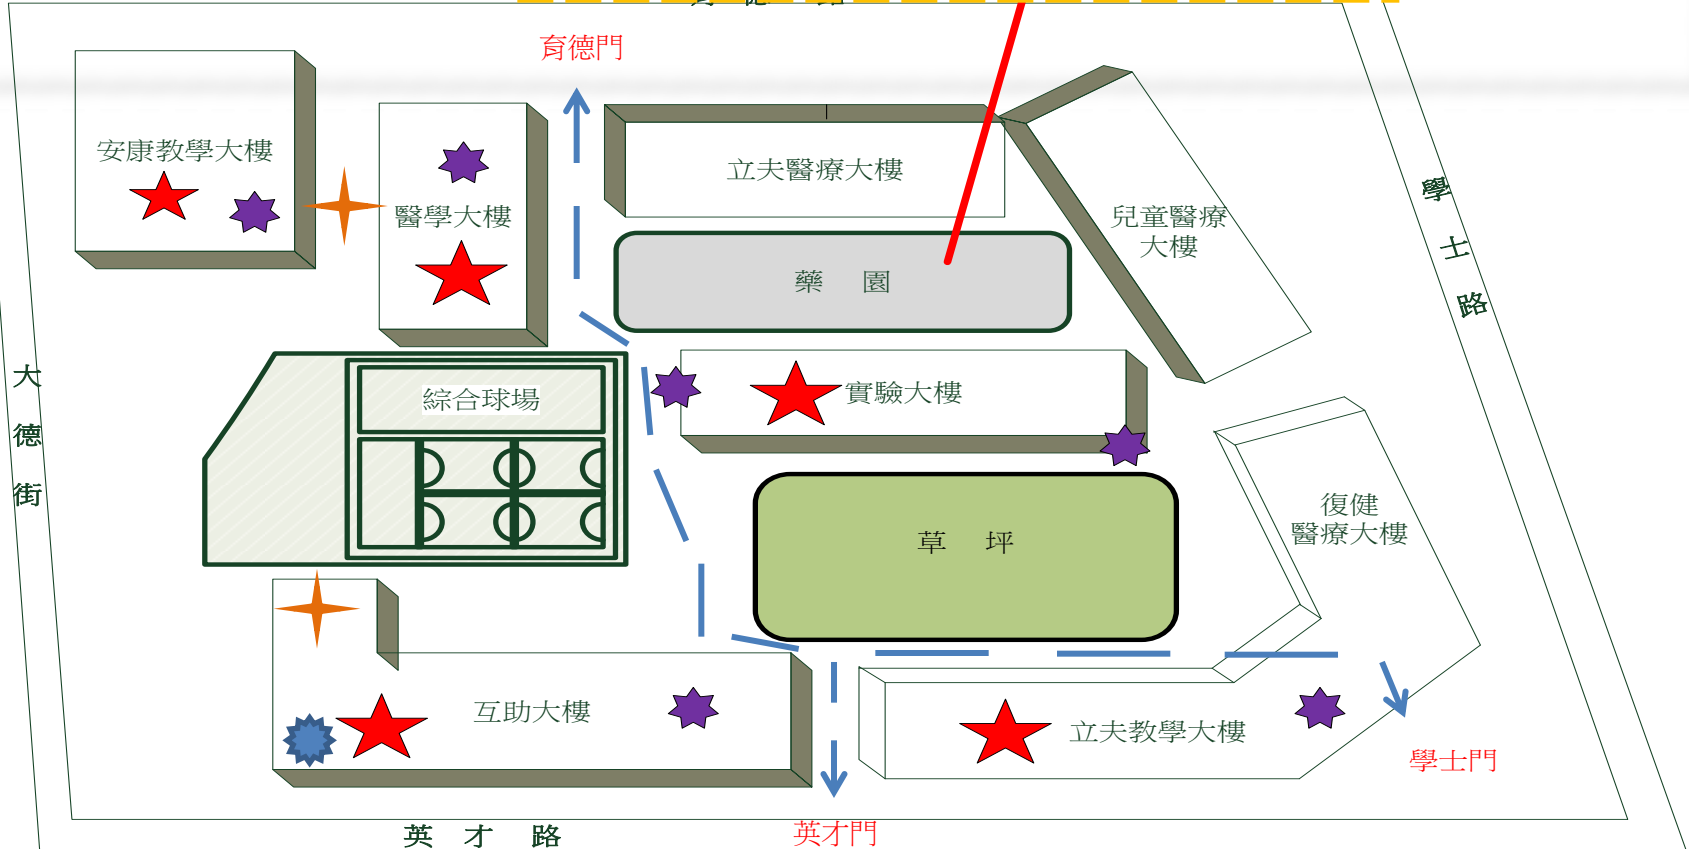 育德門
安康教學大樓
立夫醫療大樓
醫學大樓
兒童醫療
大樓
學士路
藥園
大德街
綜合球場
實驗大樓
草坪
復健
醫療大樓
互助大樓
立夫教學大樓
學士門
英才路
英才門